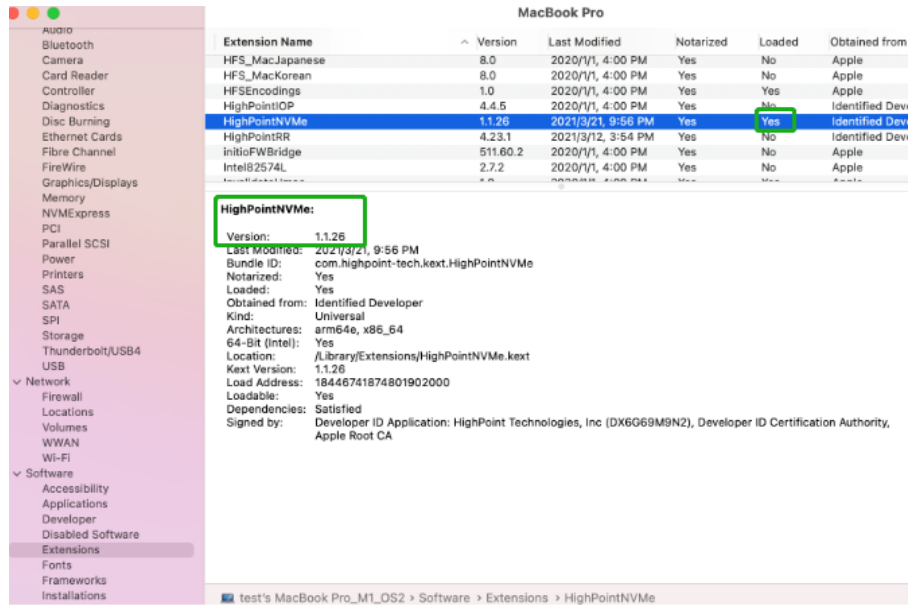 MacBook Pro
Audio
Bluetooth
Camera
Card Reader
Controller
Diagnostics
Disc Burning
Ethernet Cards
Fibre Channel
FireWire
Graphics/Displays
Memory
NVMExpress
PCI
Parallel SCSI
Power
Printers
SAS
SATA
SPI
Storage
Thunderbolt/USB4
USB
Network
Firewall
Locations
Volumes
WWAN
Wi-Fi
Software
Accessibility
Applications
Developer
Disabled Software
Extensions
Fonts
Frameworks
Installations
Extension Name Version Last Modified Notarized Loaded Obtained from
HFS_MacJapanese 8.0 2020/1/1, 4:00 PM Yes No Apple
HFS_MacKorean 8.0 2020/1/1, 4:00 PM Yes No Apple
HFSEncodings 1.0 2020/1/1, 4:00 PM Yes Yes Apple
HighPointIOP 4.4.5 2020/1/1, 4:00 PM Yes No Identified Deve
HighPointNVMe 1.1.26 2021/3/21, 9:56 PM Yes Yes Identified Deve
HighPointRR 4.23.1 2021/3/12, 3:54 PM Yes No Identified Deve
initioFWBridge 511.60.2 2020/1/1, 4:00 PM Yes No Apple
Intel82574L 2.7.2 2020/1/1, 4:00 PM Yes No Apple
HighPointNVMe:
Version: 1.1.26
Last Modified: 2021/3/21, 9:56 PM
Bundle ID: com.highpoint-tech.kext.HighPointNVMe
Notarized: Yes
Loaded: Yes
Obtained from: Identified Developer
Kind: Universal
Architectures: arm64e, x86_64
64-Bit (Intel): Yes
Location: /Library/Extensions/HighPointNVMe.kext
Kext Version: 1.1.26
Load Address: 18446741874801902000
Loadable: Yes
Dependencies: Satisfied
Signed by: Developer ID Application: HighPoint Technologies, Inc (DX6G69M9N2), Developer ID Certification Authority,
Apple Root CA
test's MacBook Pro_M1_OS2 › Software › Extensions › HighPointNVMe